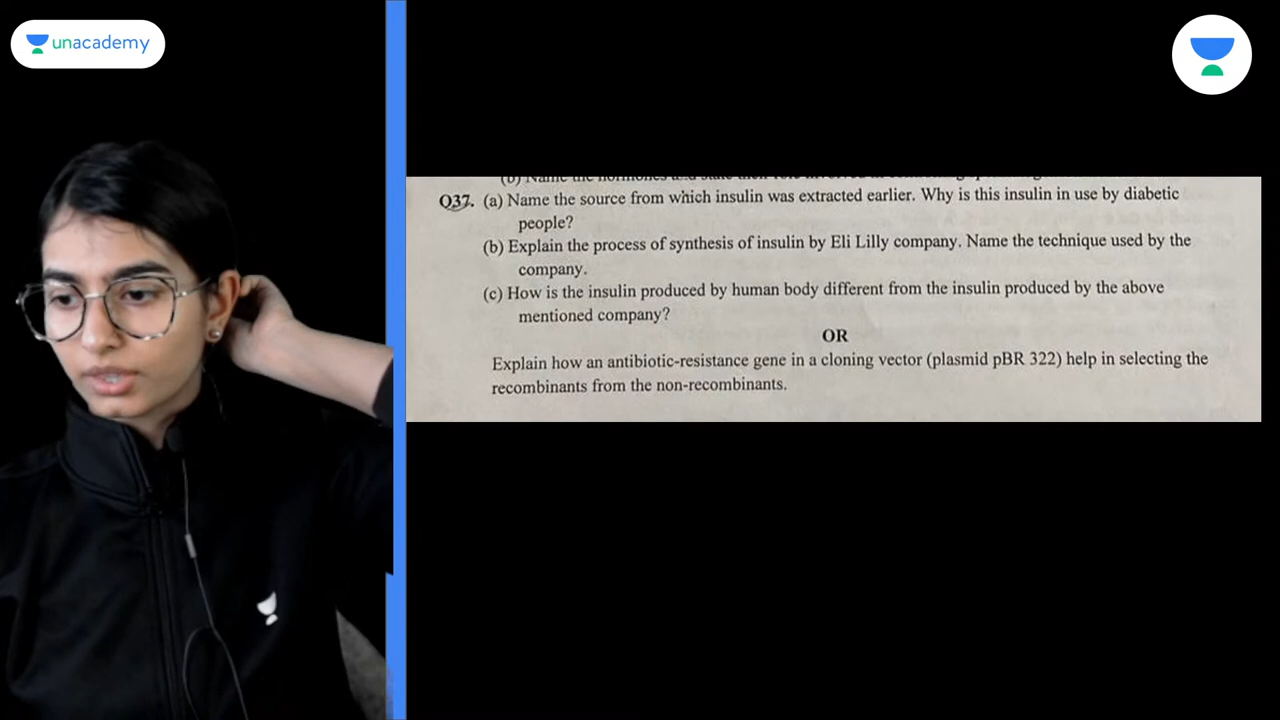 unacademy
Q37. (a) Name the source from which insulin was extracted earlier. Why is this insulin in use by diabetic
people?
(b) Explain the process of synthesis of insulin by Eli Lilly company. Name the technique used by the
company.
(c) How is the insulin produced by human body different from the insulin produced by the above
mentioned company?
OR
Explain how an antibiotic-resistance gene in a cloning vector (plasmid pBR 322) help in selecting the
recombinants from the non-recombinants.